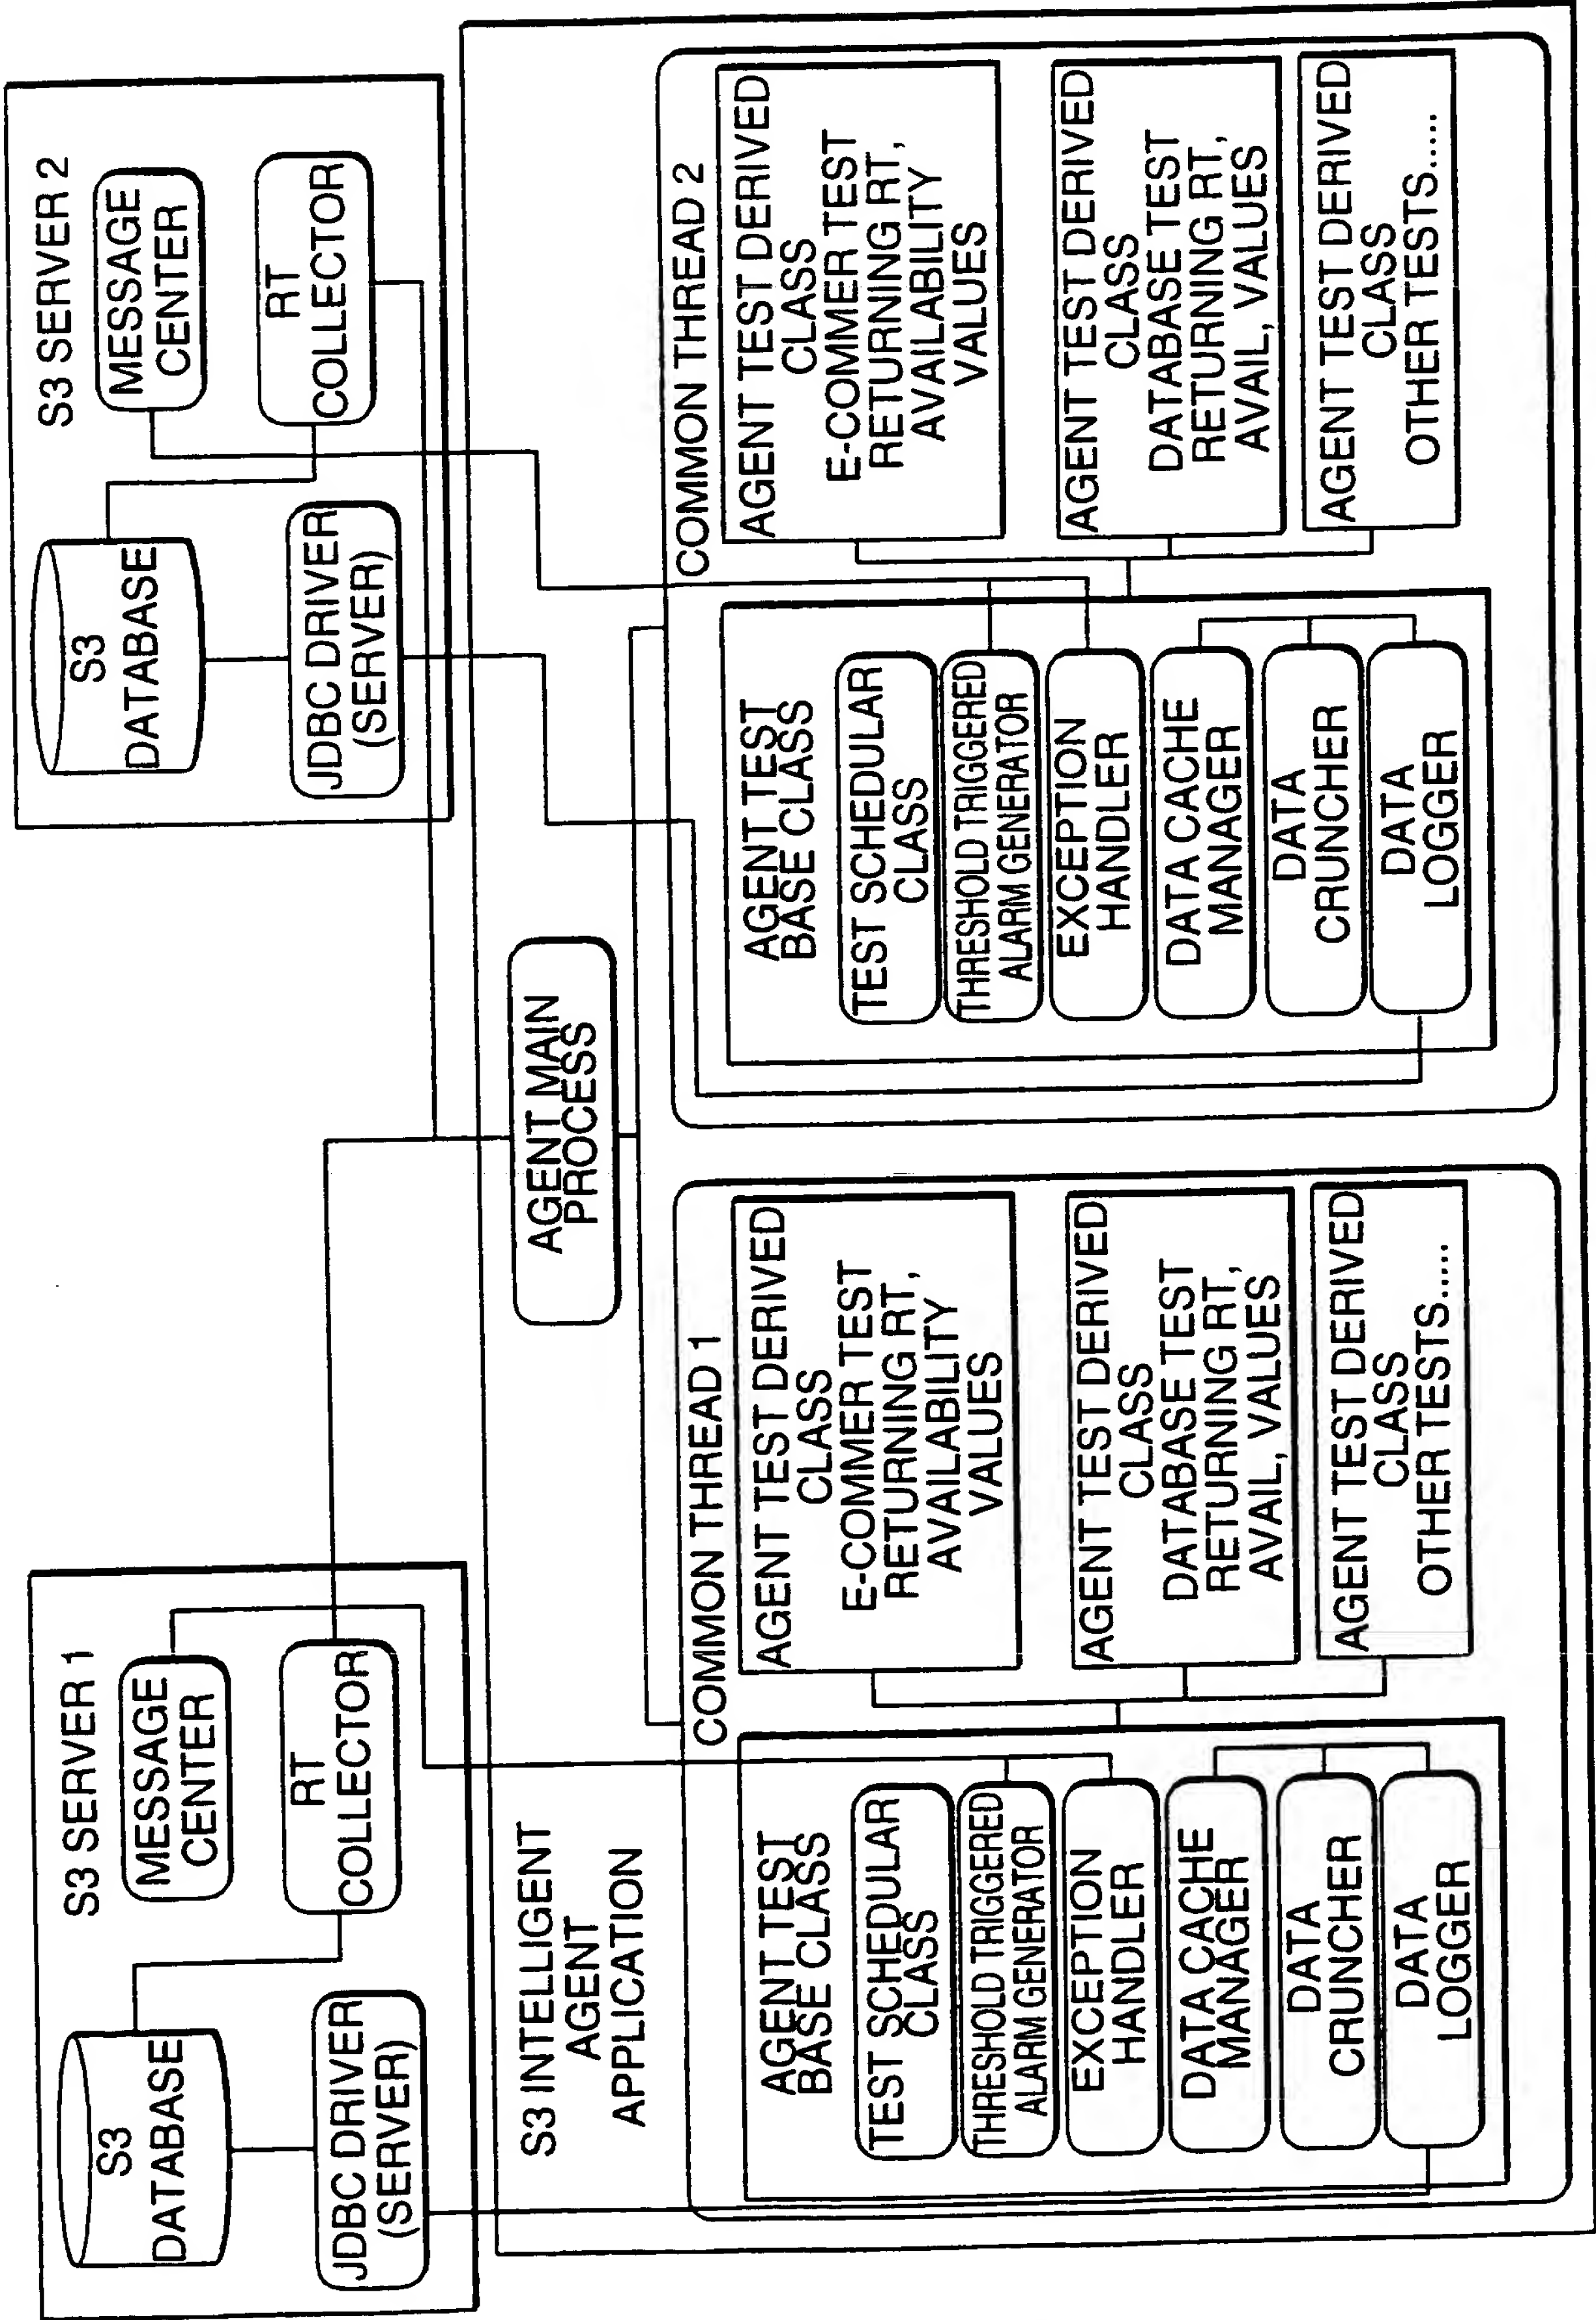 S3 SERVER 1
MESSAGE
CENTER
S3
DATABASE
RT
COLLECTOR
JDBC DRIVER
(SERVER)
S3 SERVER 2
MESSAGE
CENTER
S3
DATABASE
RT
COLLECTOR
JDBC DRIVER
(SERVER)
S3 INTELLIGENT
AGENT
APPLICATION
AGENT MAIN
PROCESS
COMMON THREAD 1
AGENT TEST
BASE CLASS
TEST SCHEDULAR
CLASS
THRESHOLD TRIGGERED
ALARM GENERATOR
EXCEPTION
HANDLER
DATA CACHE
MANAGER
DATA
CRUNCHER
DATA
LOGGER
AGENT TEST DERIVED
CLASS
E-COMMER TEST
RETURNING RT,
AVAILABILITY
VALUES
AGENT TEST DERIVED
CLASS
DATABASE TEST
RETURNING RT,
AVAIL, VALUES
AGENT TEST DERIVED
CLASS
OTHER TESTS.....
COMMON THREAD 2
AGENT TEST
BASE CLASS
TEST SCHEDULAR
CLASS
THRESHOLD TRIGGERED
ALARM GENERATOR
EXCEPTION
HANDLER
DATA CACHE
MANAGER
DATA
CRUNCHER
DATA
LOGGER
AGENT TEST DERIVED
CLASS
E-COMMER TEST
RETURNING RT,
AVAILABILITY
VALUES
AGENT TEST DERIVED
CLASS
DATABASE TEST
RETURNING RT,
AVAIL, VALUES
AGENT TEST DERIVED
CLASS
OTHER TESTS.....